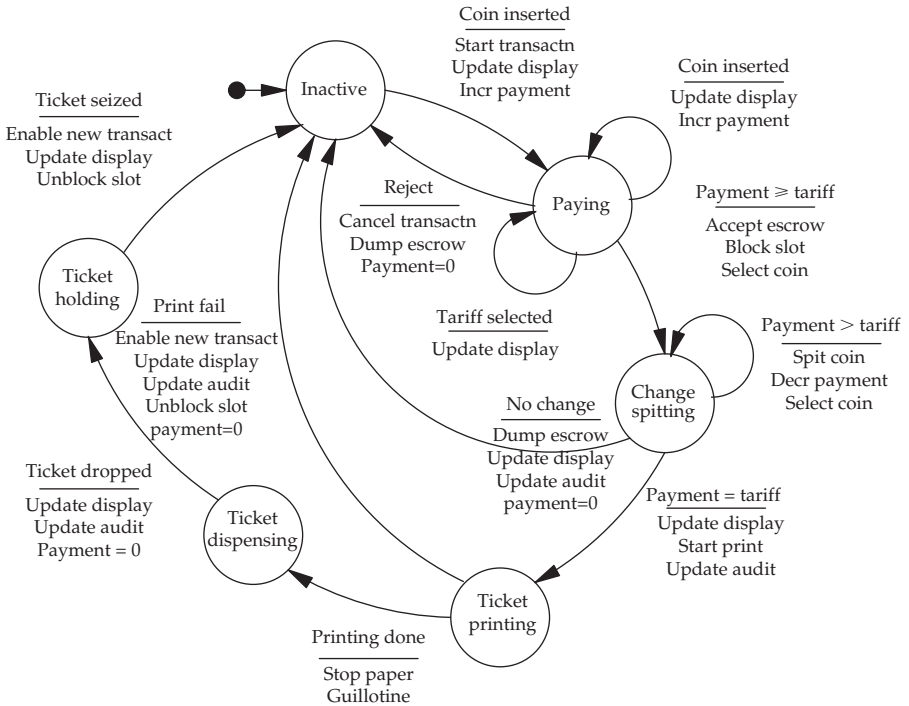 Coin inserted
Start transactn
Update display
Incr payment
Inactive
Coin inserted
Update display
Incr payment
Ticket seized
Enable new transact
Update display
Unblock slot
Reject
Cancel transactn
Dump escrow
Payment=0
Paying
Payment ⩾ tariff
Accept escrow
Block slot
Select coin
Ticket
holding
Print fail
Enable new transact
Update display
Update audit
Unblock slot
payment=0
Tariff selected
Update display
Payment > tariff
Spit coin
Decr payment
Select coin
Change
spitting
No change
Dump escrow
Update display
Update audit
payment=0
Ticket dropped
Update display
Update audit
Payment = 0
Ticket
dispensing
Payment = tariff
Update display
Start print
Update audit
Ticket
printing
Printing done
Stop paper
Guillotine